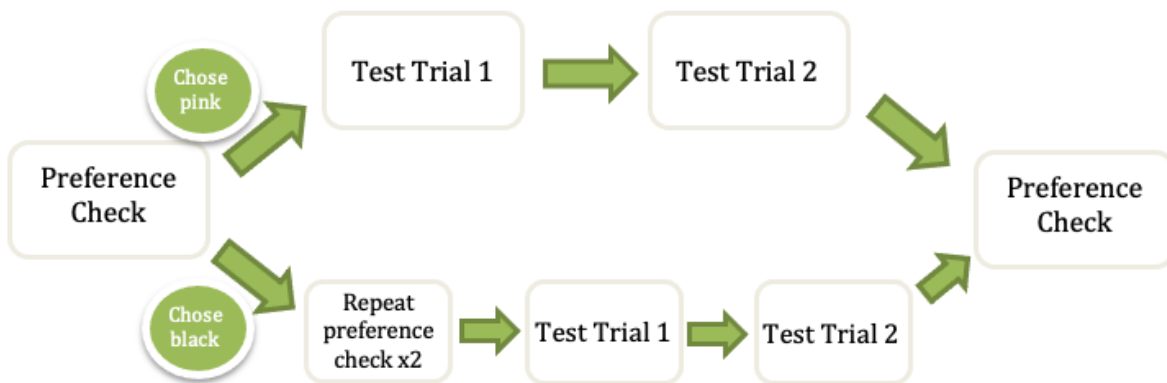 Preference
Check
Chose
pink
Test Trial 1
Test Trial 2
Chose
black
Repeat
preference
check x2
Test Trial 1
Test Trial 2
Preference
Check